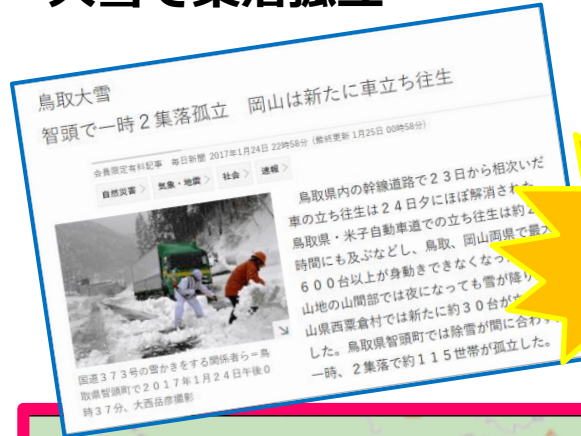 で集落孤立
鳥取大雪
智頭で一時2集落孤立 岡山は新たに車立ち往生
会員限定有料記事 毎日新聞 2017年1月24日 22時58分 (最終更新 1月25日 00時58分)
自然災害 気象・地震 社会 速報
鳥取県内の幹線道路で23日から相次いだ
車の立ち往生は24日夕にほぼ解消された
鳥取県・米子自動車道での立ち往生は約2
時間にも及ぶなどし、鳥取、岡山両県で最大
600台以上が身動きできなくなっ
山地の山間部では夜になっても雪が降り
山県西粟倉村では新たに約30台が
した。鳥取県智頭町では除雪が間に合わず
一時、2集落で約115世帯が孤立した。
国道373号の雪かきをする関係者ら=鳥
取県智頭町で2017年1月24日午後0
時37分、大西岳彦撮影